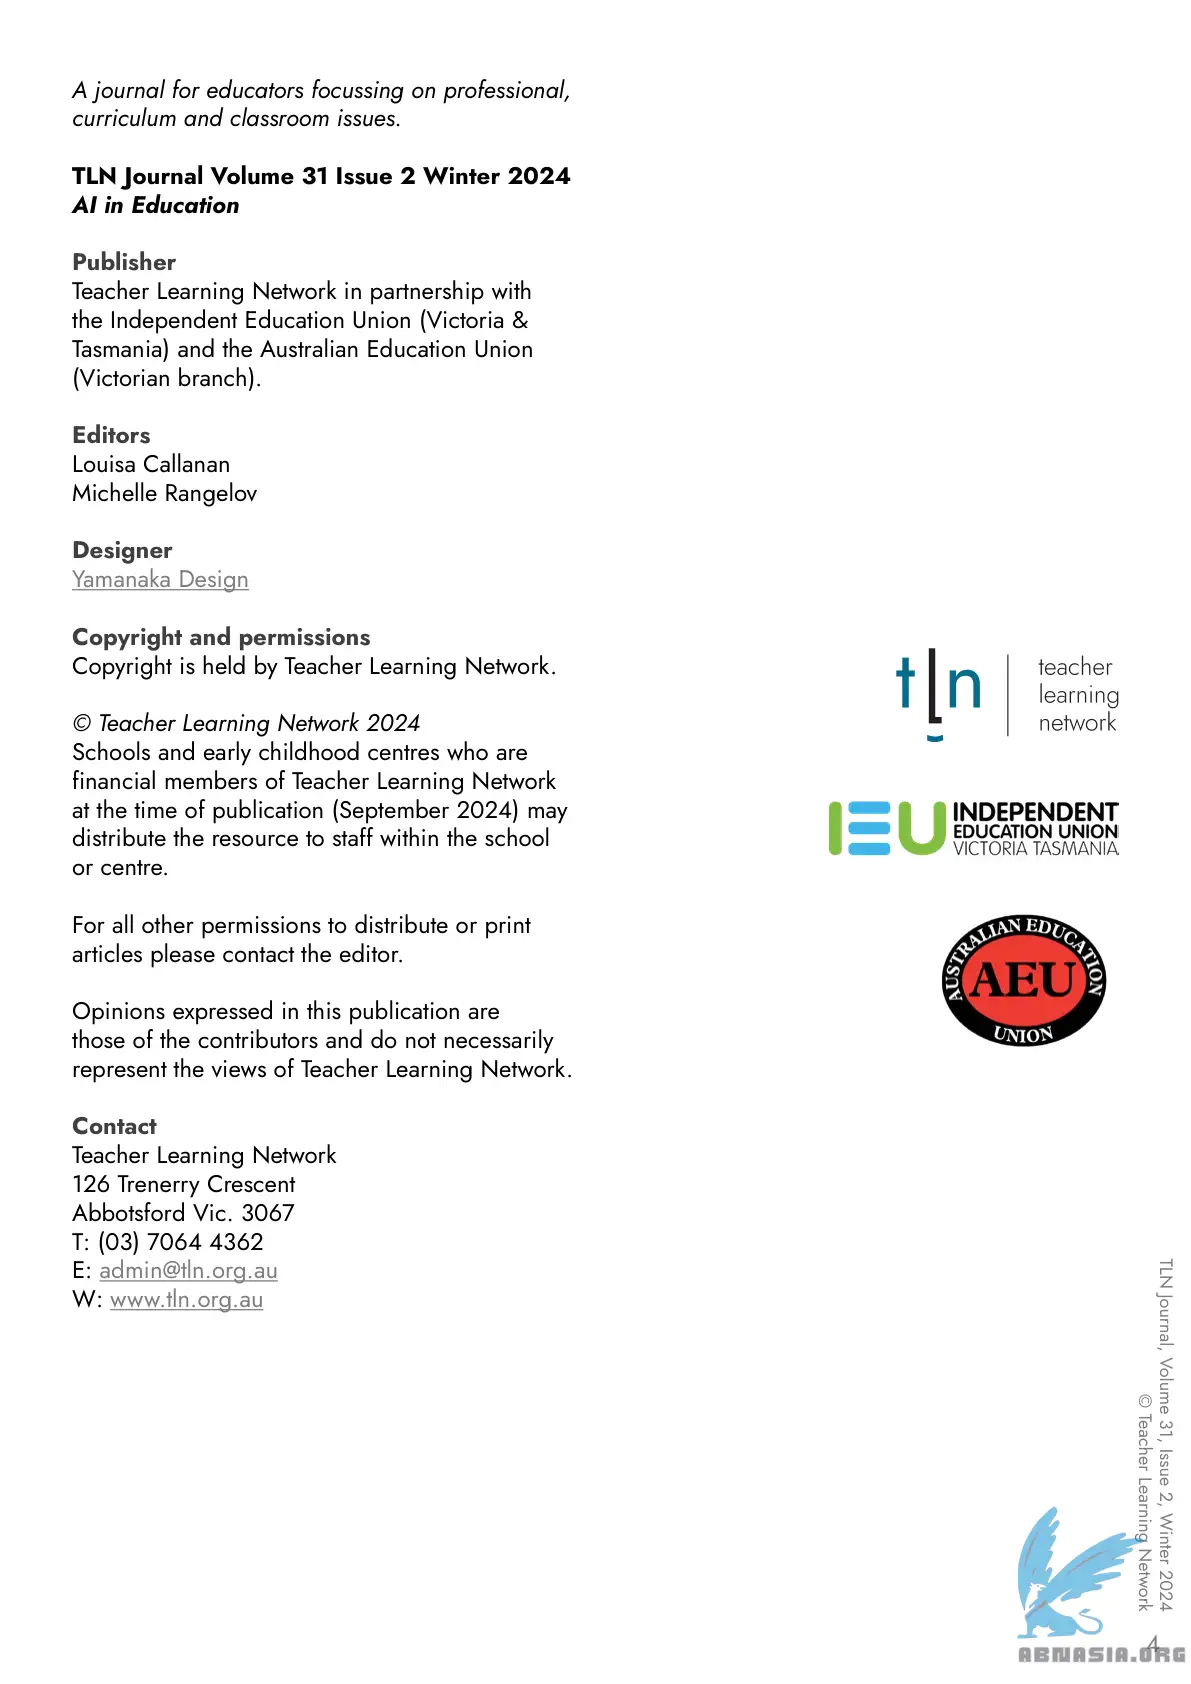 A journal for educators focussing on professional,
curriculum and classroom issues.
TLN Journal Volume 31 Issue 2 Winter 2024
AI in Education
Publisher
Teacher Learning Network in partnership with
the Independent Education Union (Victoria &
Tasmania) and the Australian Education Union
(Victorian branch).
Editors
Louisa Callanan
Michelle Rangelov
Designer
Yamanaka Design
Copyright and permissions
Copyright is held by Teacher Learning Network.
© Teacher Learning Network 2024
Schools and early childhood centres who are
financial members of Teacher Learning Network
at the time of publication (September 2024) may
distribute the resource to staff within the school
or centre.
For all other permissions to distribute or print
articles please contact the editor.
Opinions expressed in this publication are
those of the contributors and do not necessarily
represent the views of Teacher Learning Network.
Contact
Teacher Learning Network
126 Trenerry Crescent
Abbotsford Vic. 3067
T: (03) 7064 4362
E: admin@tln.org.au
W: www.tln.org.au
tln
teacher
learning
network
IEU
INDEPENDENT
EDUCATION UNION
VICTORIA TASMANIA
AUSTRALIAN EDUCATION
AEU
UNION
TLN Journal, Volume 31, Issue 2, Winter 2024
© Teacher Learning Network
4
ABNASIA.ORG